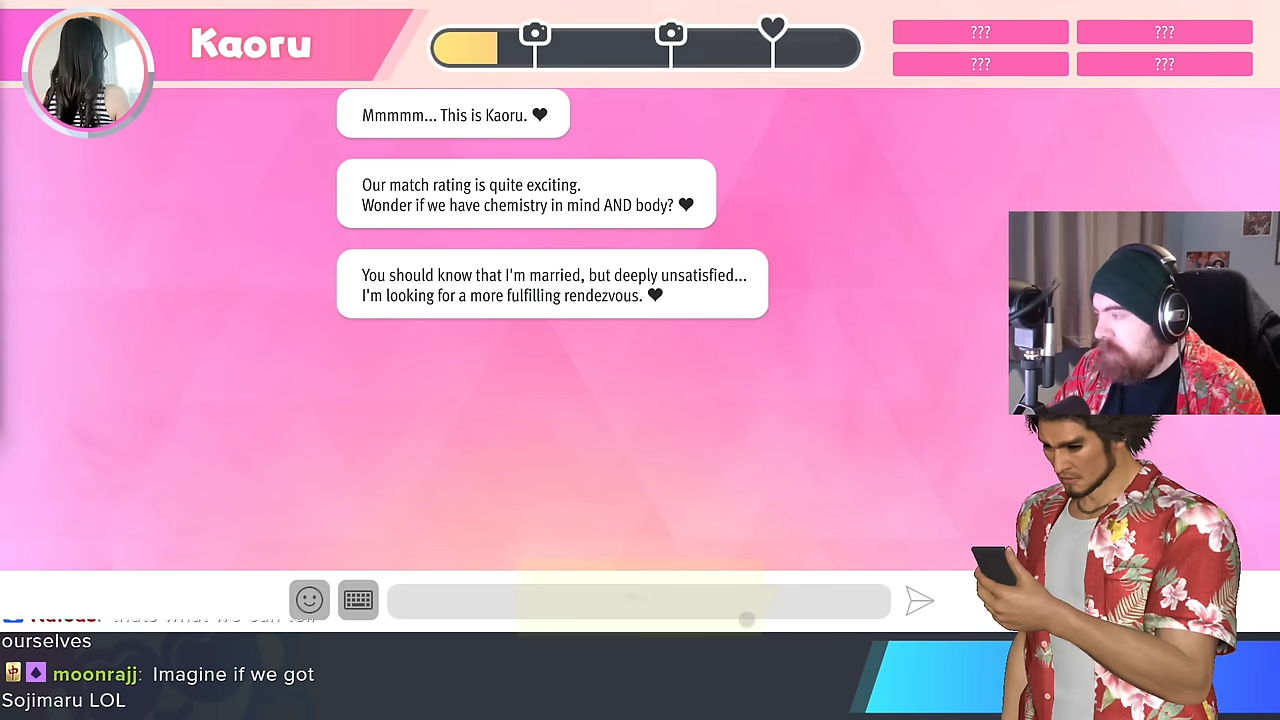 Kaoru
???
???
???
???
Mmmmm... This is Kaoru. ♥
Our match rating is quite exciting.
Wonder if we have chemistry in mind AND body? ♥
You should know that I'm married, but deeply unsatisfied...
I'm looking for a more fulfilling rendezvous. ♥
ourselves
moonrajj: Imagine if we got
Sojimaru LOL